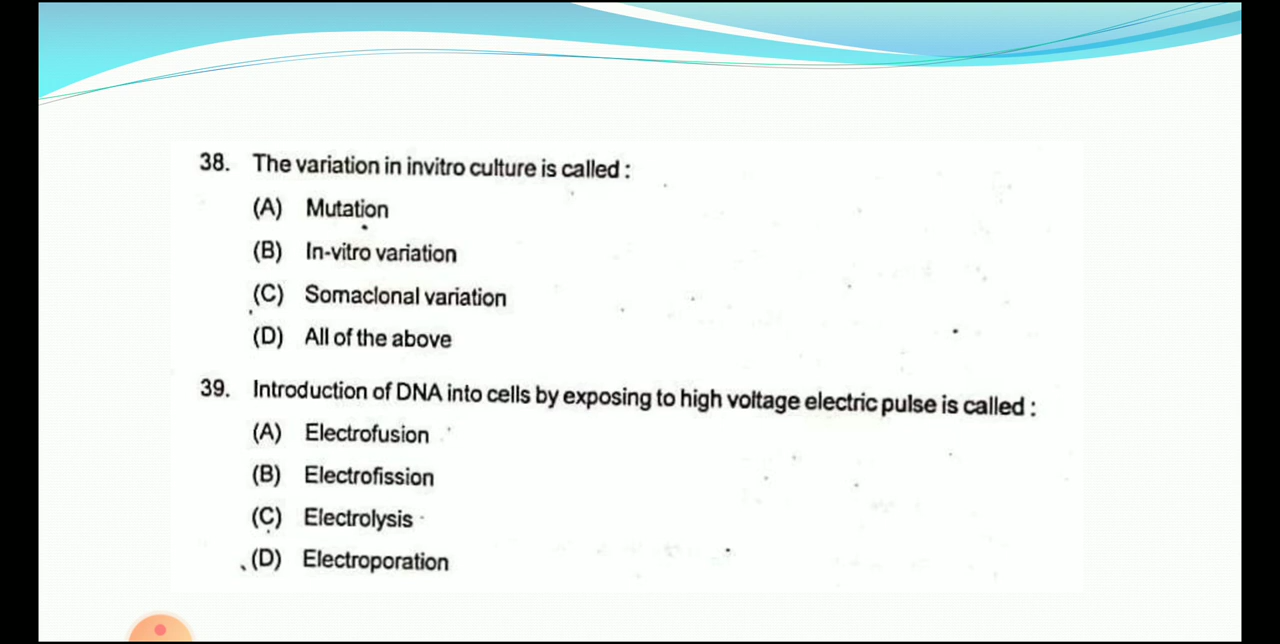 38. The variation in invitro culture is called :
(A) Mutation
(B) In-vitro variation
(C) Somaclonal variation
(D) All of the above
39. Introduction of DNA into cells by exposing to high voltage electric pulse is called :
(A) Electrofusion
(B) Electrofission
(C) Electrolysis
(D) Electroporation